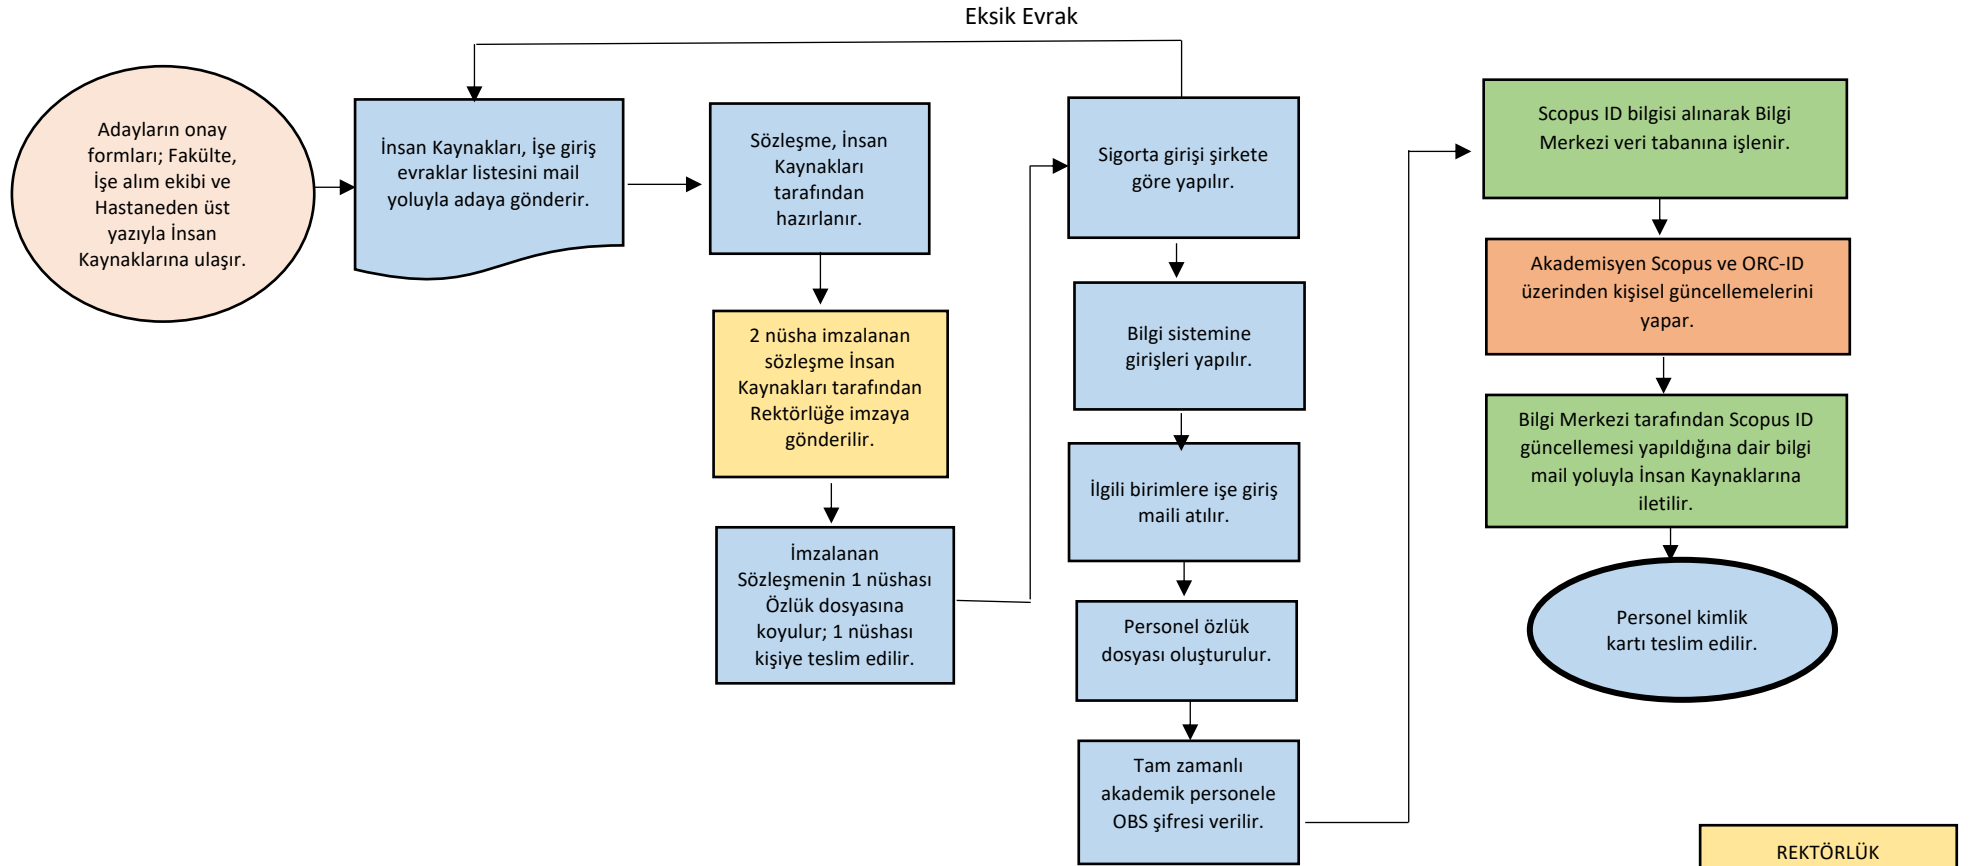 Eksik Evrak
Adayların onay
formları; Fakülte,
İşe alım ekibi ve
Hastaneden üst
yazıyla İnsan
Kaynaklarına ulaşır.
İnsan Kaynakları, İşe giriş
evraklar listesini mail
yoluyla adaya gönderir.
Sözleşme, İnsan
Kaynakları
tarafından
hazırlanır.
2 nüsha imzalanan
sözleşme İnsan
Kaynakları tarafından
Rektörlüğe imzaya
gönderilir.
İmzalanan
Sözleşmenin 1 nüshası
Özlük dosyasına
koyulur; 1 nüshası
kişiye teslim edilir.
Sigorta girişi şirkete
göre yapılır.
Bilgi sistemine
girişleri yapılır.
İlgili birimlere işe giriş
maili atılır.
Personel özlük
dosyası oluşturulur.
Tam zamanlı
akademik personele
OBS şifresi verilir.
Scopus ID bilgisi alınarak Bilgi
Merkezi veri tabanına işlenir.
Akademisyen Scopus ve ORC-ID
üzerinden kişisel güncellemelerini
yapar.
Bilgi Merkezi tarafından Scopus ID
güncellemesi yapıldığına dair bilgi
mail yoluyla İnsan Kaynaklarına
iletilir.
Personel kimlik
kartı teslim edilir.
REKTÖRLÜK